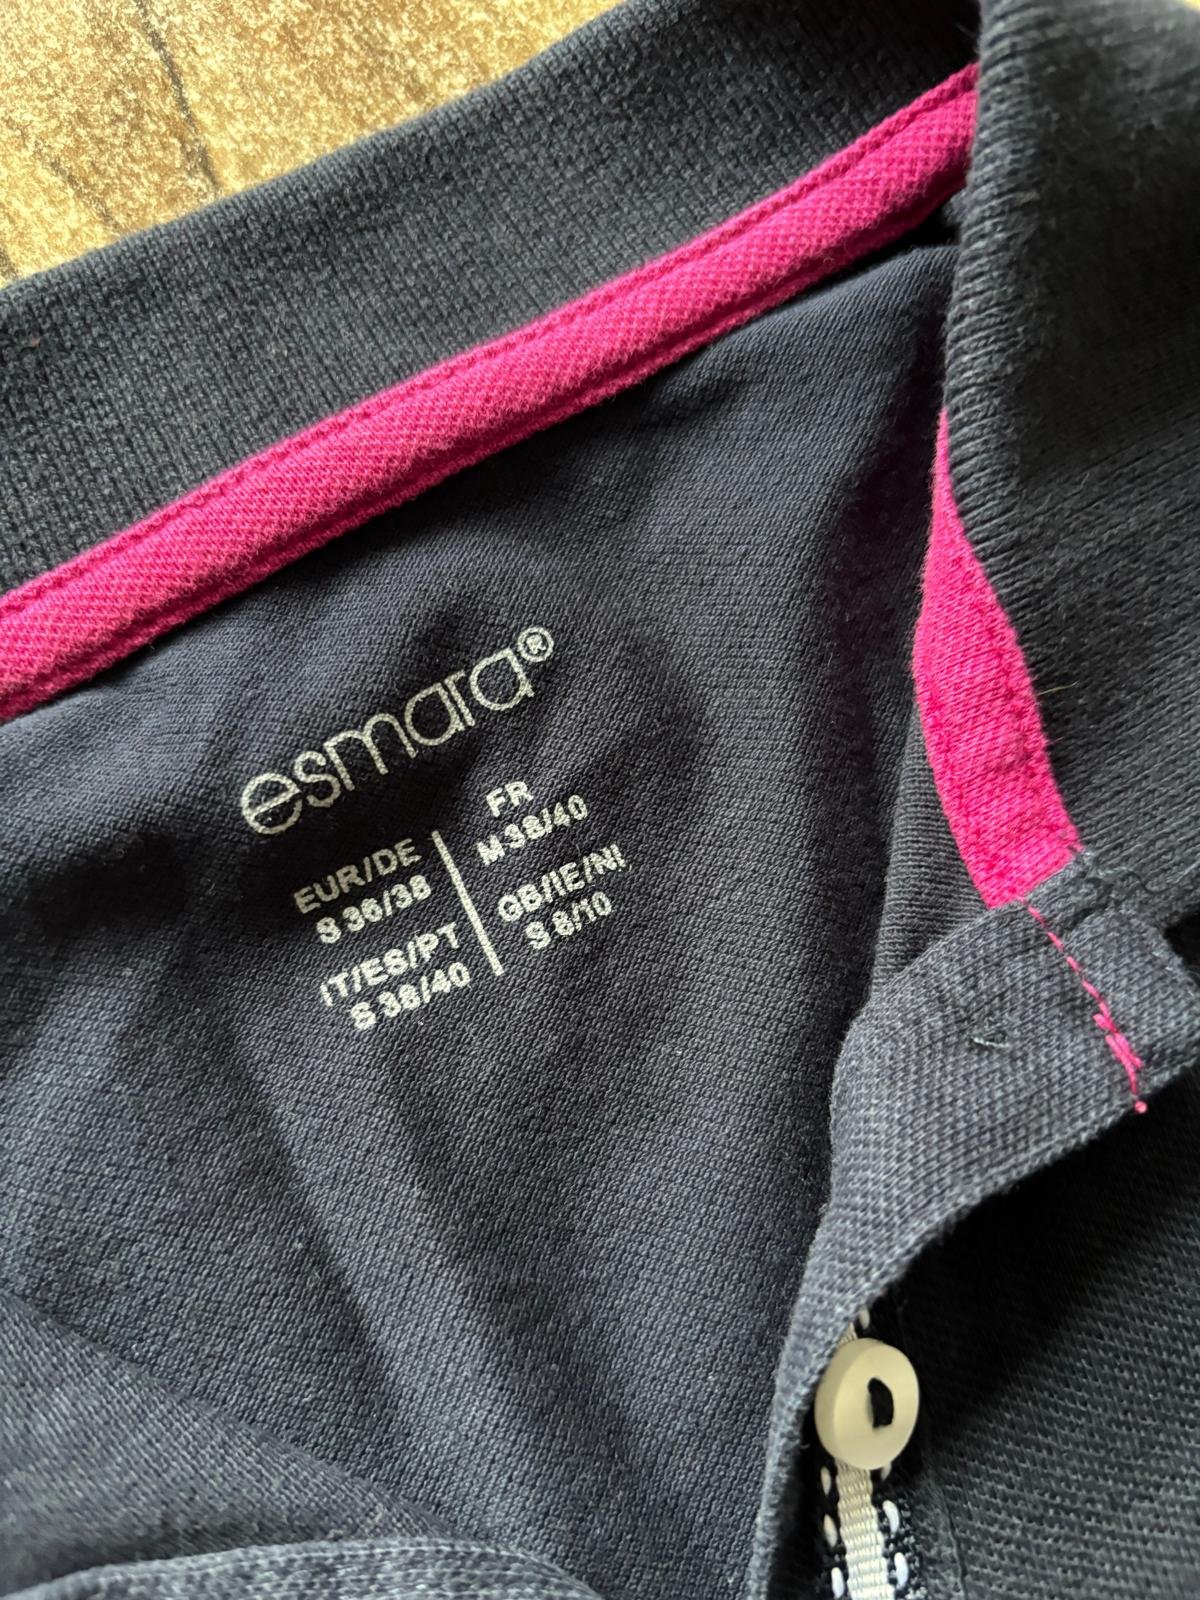 esmara®
EUR/DE
S 36/38
IT/ES/PT
S 38/40
FR
M 38/40
GB/IE/NI
S 8/10